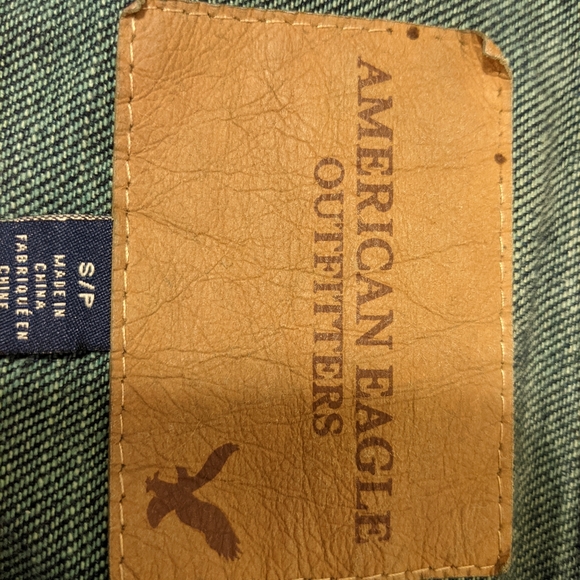 AMERICAN EAGLE
OUTFITTERS
S/P
MADE IN
CHINA
FABRIQUÉ EN
CHINE